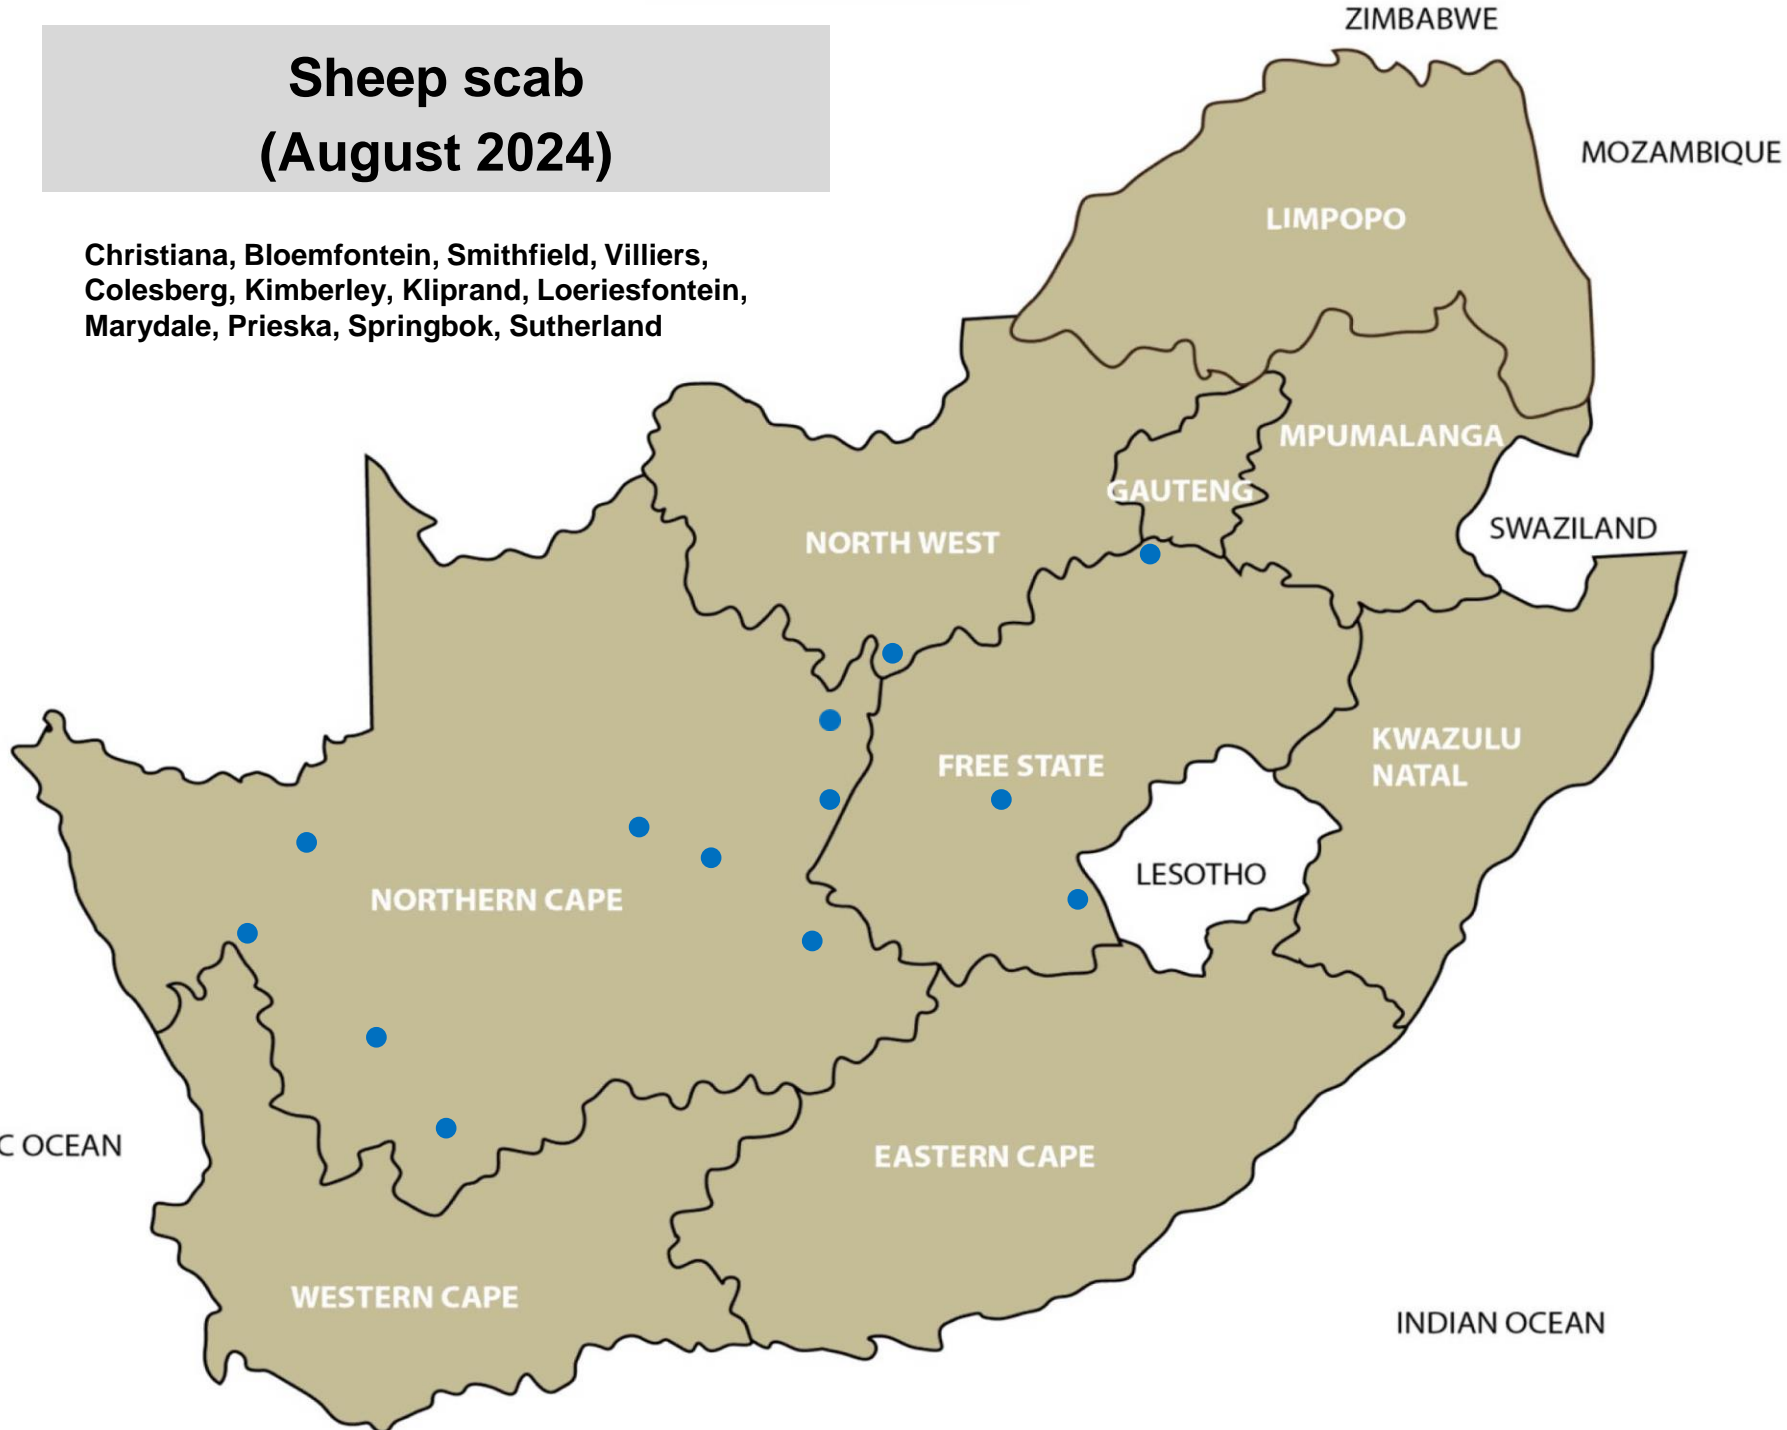 Sheep scab
(August 2024)
Christiana, Bloemfontein, Smithfield, Villiers,
Colesberg, Kimberley, Kliprand, Loeriesfontein,
Marydale, Prieska, Springbok, Sutherland
ZIMBABWE
MOZAMBIQUE
LIMPOPO
MPUMALANGA
GAUTENG
SWAZILAND
NORTH WEST
KWAZULU
NATAL
FREE STATE
LESOTHO
NORTHERN CAPE
C OCEAN
EASTERN CAPE
WESTERN CAPE
INDIAN OCEAN